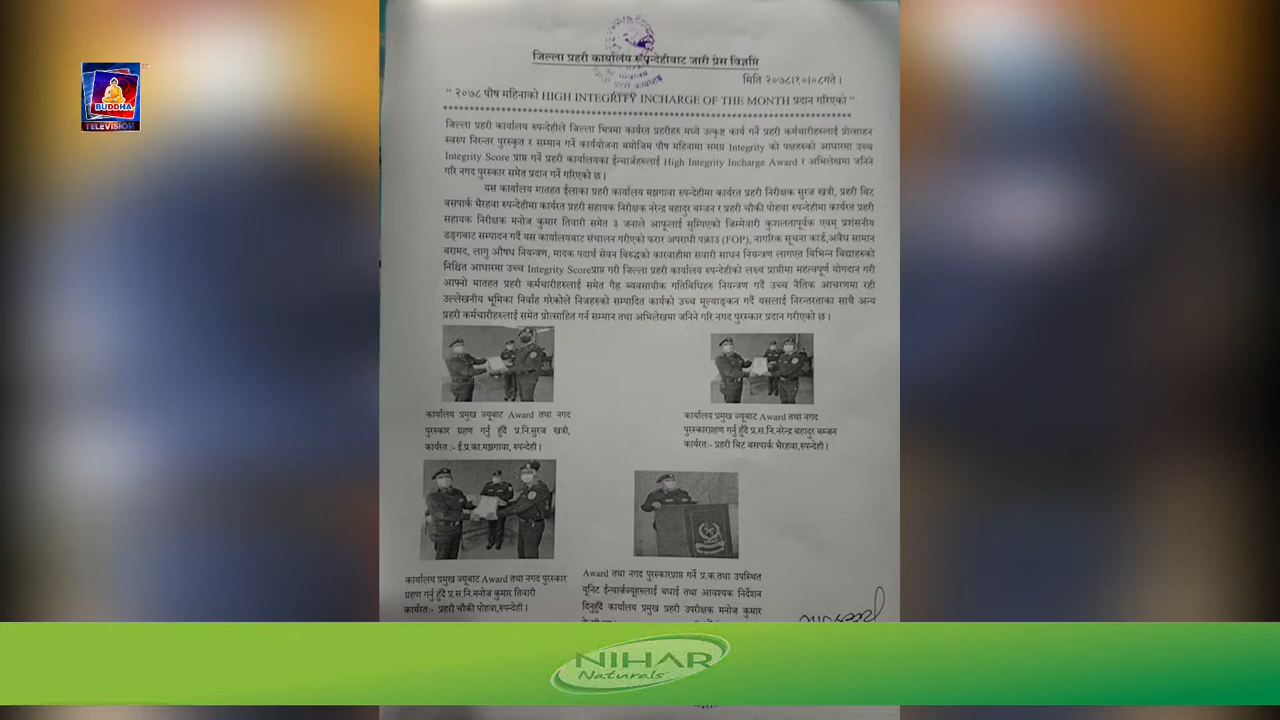 BUDDHA
TELEVISION
जिल्ला प्रहरी कार्यालय रुपन्देहीबाट जारी प्रेस विज्ञप्ति
मिति २०७८।१०।०८गते ।
“ २०७८ पौष महिनाको HIGH INTEGRITY INCHARGE OF THE MONTH प्रदान गरिएको ”
जिल्ला प्रहरी कार्यालय रुपन्देहीले जिल्ला भित्रमा कार्यरत प्रहरीहरु मध्ये उत्कृष्ट कार्य गर्ने प्रहरी कर्मचारीहरुलाई प्रोत्साहन
स्वरुप निरन्तर पुरस्कृत र सम्मान गर्ने कार्ययोजना बमोजिम पौष महिनामा समग्र Integrity को पक्षहरुको आधारमा उच्च
Integrity Score प्राप्त गर्ने प्रहरी कार्यालयका ईन्चार्जहरुलाई High Integrity Incharge Award र अभिलेखमा जनिने
गरि नगद पुरस्कार समेत प्रदान गर्ने गरिएको छ ।
यस कार्यालय मातहत ईलाका प्रहरी कार्यालय मझगावा रुपन्देहीमा कार्यरत प्रहरी निरीक्षक सुरज खत्री, प्रहरी बिट
बसपार्क भैरहवा रुपन्देहीमा कार्यरत प्रहरी सहायक निरीक्षक नरेन्द्र बहादुर बम्जन र प्रहरी चौकी पोहवा रुपन्देहीमा कार्यरत प्रहरी
सहायक निरीक्षक मनोज कुमार तिवारी समेत ३ जनाले आफूलाई सुम्पिएको जिम्मेवारी कुशलतापूर्वक एवम् प्रशंसनीय
ढङ्गबाट सम्पादन गर्दै यस कार्यालयबाट संचालन गरीएको फरार अपराधी पक्राउ (FOP), नागरिक सूचना कार्ड,अवैध सामान
बरामद, लागु औषध नियन्त्रण, मादक पदार्थ सेवन बिरुद्धको कारवाहीमा सवारी साधन नियन्त्रण लागएत विभिन्न विद्याहरुको
निश्चित आधारमा उच्च Integrity Scoreप्राप्त गरी जिल्ला प्रहरी कार्यालय रुपन्देहीको लक्ष्य प्राप्तीमा महत्वपूर्ण योगदान गरी
आफ्नो मातहत प्रहरी कर्मचारीहरुलाई समेत गैह्र ब्यवसायीक गतिबिधिहरु नियन्त्रण गर्दै उच्च नैतिक आचरणमा रही
उल्लेखनीय भूमिका निर्वाह गरेकोले निजहरुको सम्पादित कार्यको उच्च मूल्याङ्कन गर्दै यसलाई निरन्तरताका साथै अन्य
प्रहरी कर्मचारीहरुलाई समेत प्रोत्साहित गर्न सम्मान तथा अभिलेखमा जनिने गरि नगद पुरस्कार प्रदान गरीएको छ ।
कार्यालय प्रमुख ज्यूबाट Award तथा नगद
पुरस्कार ग्रहण गर्नु हुँदै प्र.नि.सुरज खत्री,
कार्यरत :- ई.प्र.का.मझगावा, रुपन्देही ।
कार्यालय प्रमुख ज्यूबाट Award तथा नगद
पुरस्कारग्रहण गर्नु हुँदै प्र.स.नि.नरेन्द्र बहादुर बम्जन
कार्यरत:- प्रहरी बिट बसपार्क भैरहवा,रुपन्देही ।
कार्यालय प्रमुख ज्यूबाट Award तथा नगद पुरस्कार
ग्रहण गर्नु हुँदै प्र.स.नि.मनोज कुमार तिवारी
कार्यरत:- प्रहरी चौकी पोहवा,रुपन्देही ।
Award तथा नगद पुरस्कारप्राप्त गर्ने प्र.क.तथा उपस्थित
यूनिट ईन्चार्जज्यूहरुलाई बधाई तथा आवश्यक निर्देशन
दिनुहुँदै कार्यालय प्रमुख प्रहरी उपरीक्षक मनोज कुमार
NIHAR
Naturals